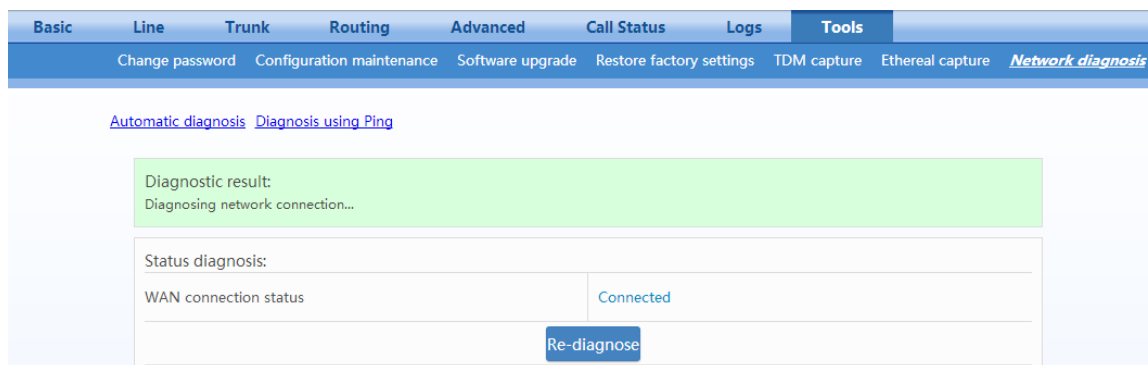 Basic Line Trunk Routing Advanced Call Status Logs Tools
Change password Configuration maintenance Software upgrade Restore factory settings TDM capture Ethereal capture Network diagnosis
Automatic diagnosis Diagnosis using Ping
Diagnostic result:
Diagnosing network connection...
Status diagnosis:
WAN connection status Connected
Re-diagnose